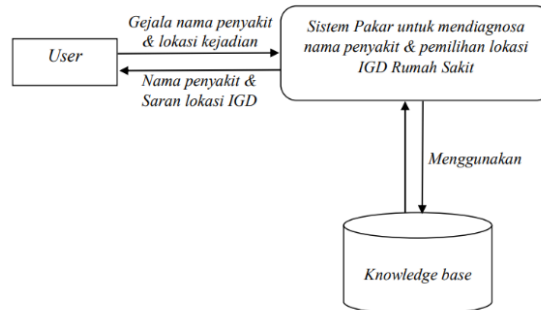 Gejala nama penyakit
& lokasi kejadian
User
Nama penyakit &
Saran lokasi IGD
Sistem Pakar untuk mendiagnosa
nama penyakit & pemilihan lokasi
IGD Rumah Sakit
Menggunakan
Knowledge base